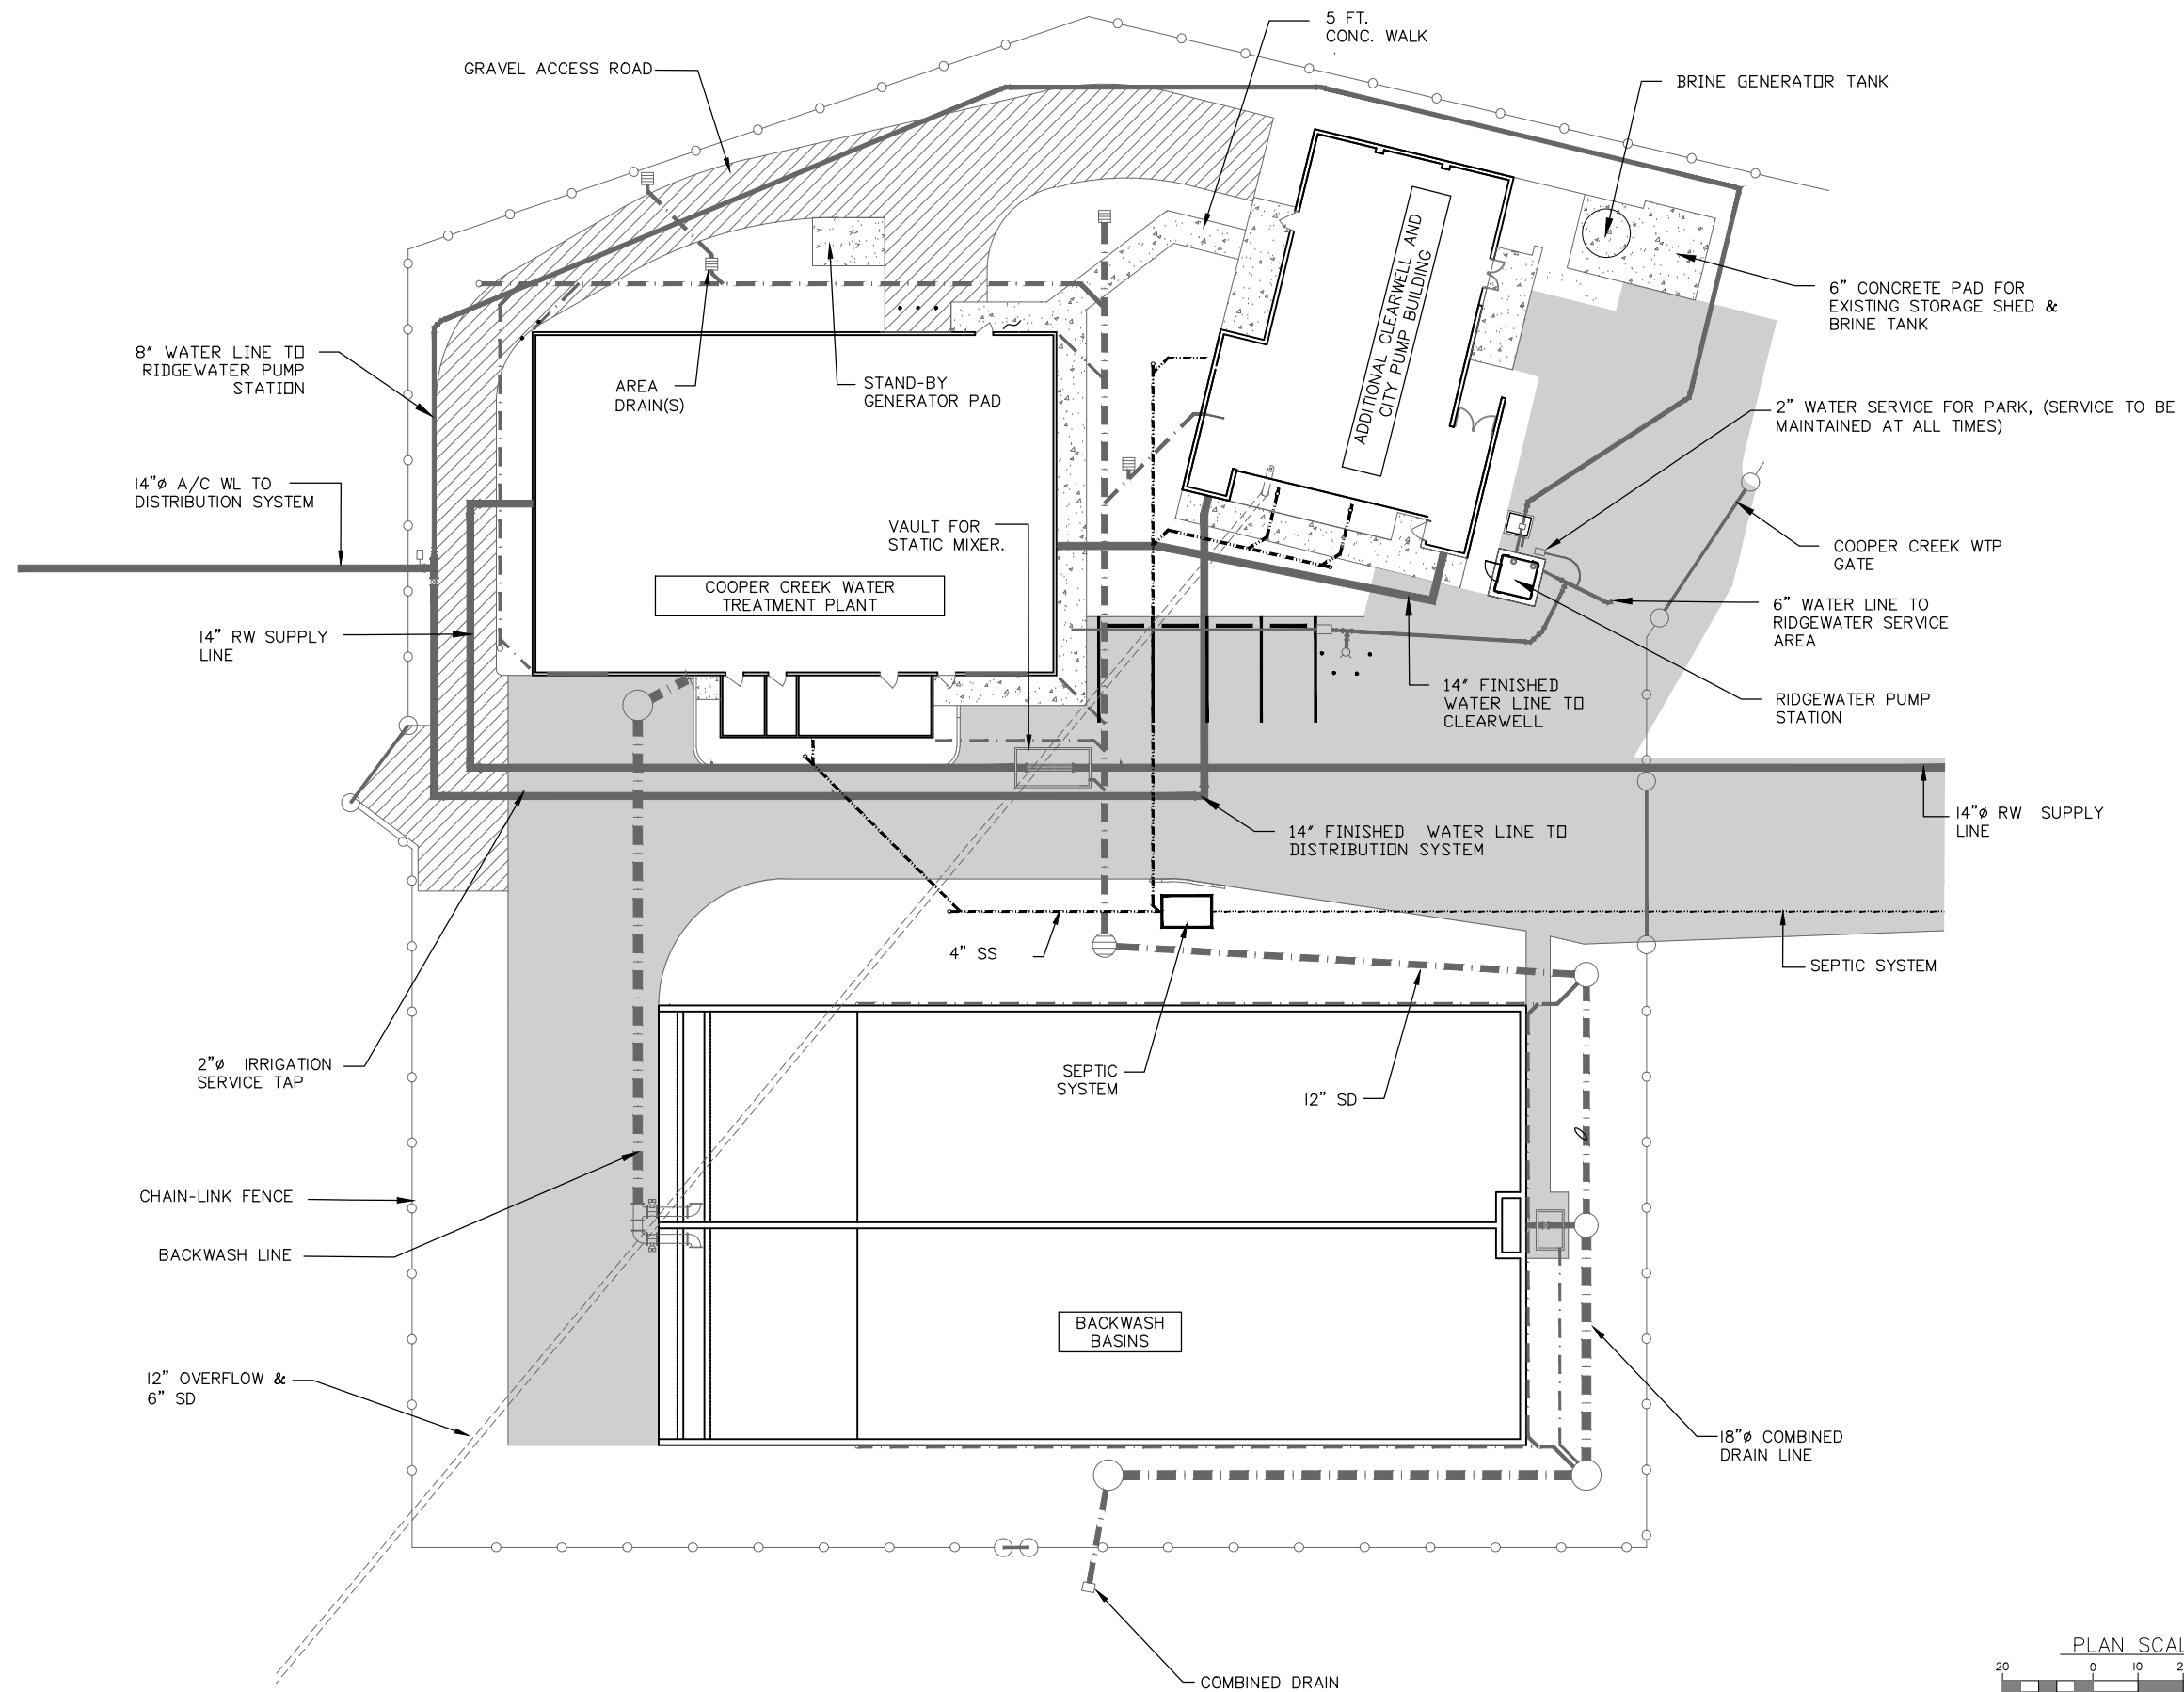 5 FT.
CONC. WALK
GRAVEL ACCESS ROAD
BRINE GENERATOR TANK
6" CONCRETE PAD FOR
EXISTING STORAGE SHED &
BRINE TANK
ADDITIONAL CLEARWELL AND
CITY PUMP BUILDING
8" WATER LINE TO
RIDGEWATER PUMP
STATION
AREA
DRAIN(S)
STAND-BY
GENERATOR PAD
2" WATER SERVICE FOR PARK, (SERVICE TO BE
MAINTAINED AT ALL TIMES)
14"ø A/C WL TO
DISTRIBUTION SYSTEM
VAULT FOR
STATIC MIXER.
COOPER CREEK WTP
GATE
COOPER CREEK WATER
TREATMENT PLANT
6" WATER LINE TO
RIDGEWATER SERVICE
AREA
14" RW SUPPLY
LINE
14" FINISHED
WATER LINE TO
CLEARWELL
RIDGEWATER PUMP
STATION
14"ø RW SUPPLY
LINE
14" FINISHED WATER LINE TO
DISTRIBUTION SYSTEM
4" SS
SEPTIC SYSTEM
2"ø IRRIGATION
SERVICE TAP
SEPTIC
SYSTEM
12" SD
CHAIN-LINK FENCE
BACKWASH LINE
BACKWASH
BASINS
12" OVERFLOW &
6" SD
18"ø COMBINED
DRAIN LINE
COMBINED DRAIN
PLAN SCAL
20 0 10 2